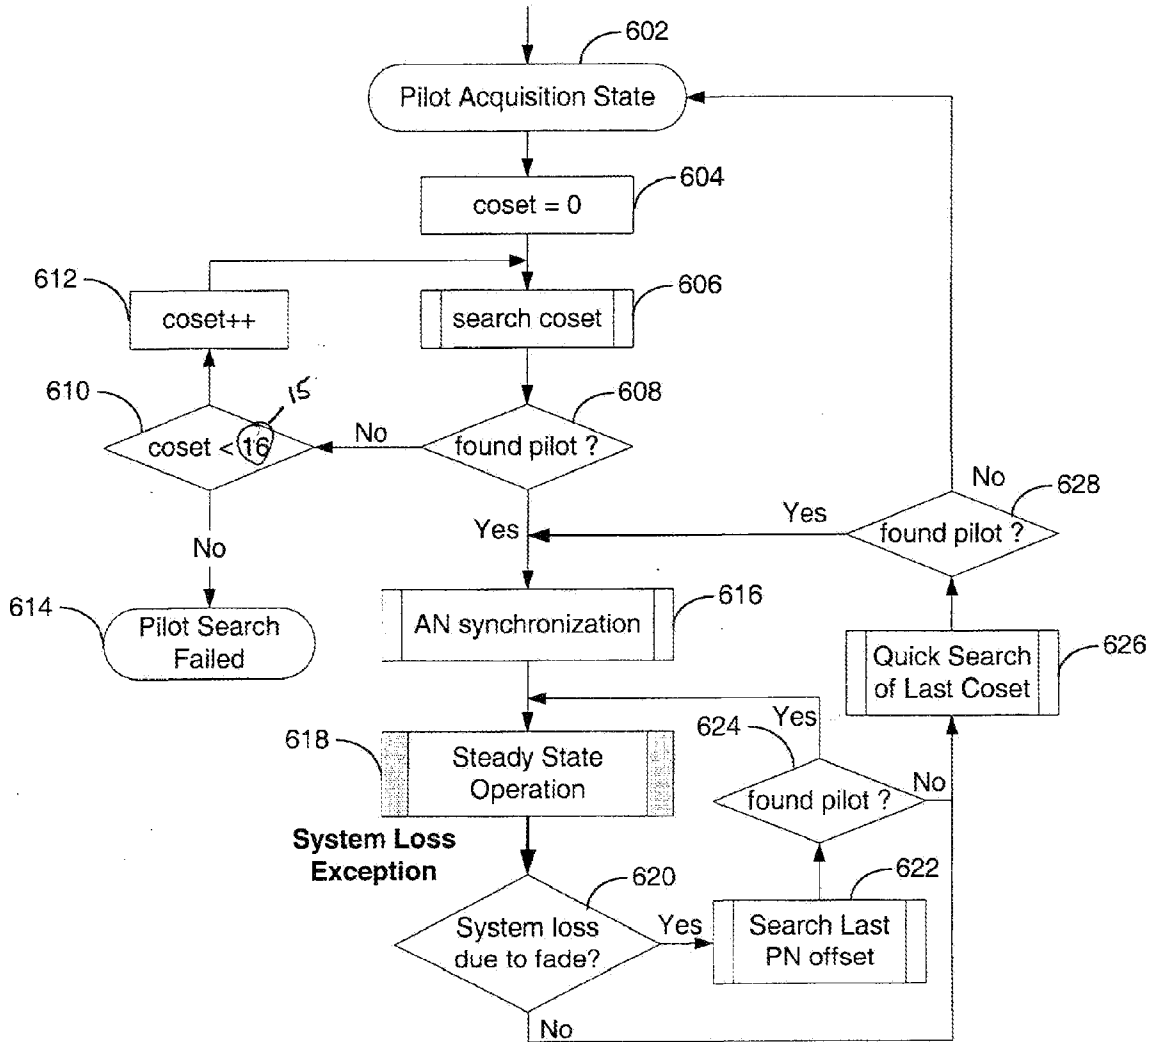 602
Pilot Acquisition State
604
coset = 0
612
coset++
606
search coset
610
15
coset < 16
No
608
found pilot ?
No
628
Yes
found pilot ?
Yes
No
614
Pilot Search
Failed
616
AN synchronization
626
Quick Search
of Last Coset
618
Steady State
Operation
624
Yes
found pilot ?
No
System Loss
Exception
620
System loss
due to fade?
Yes
622
Search Last
PN offset
No